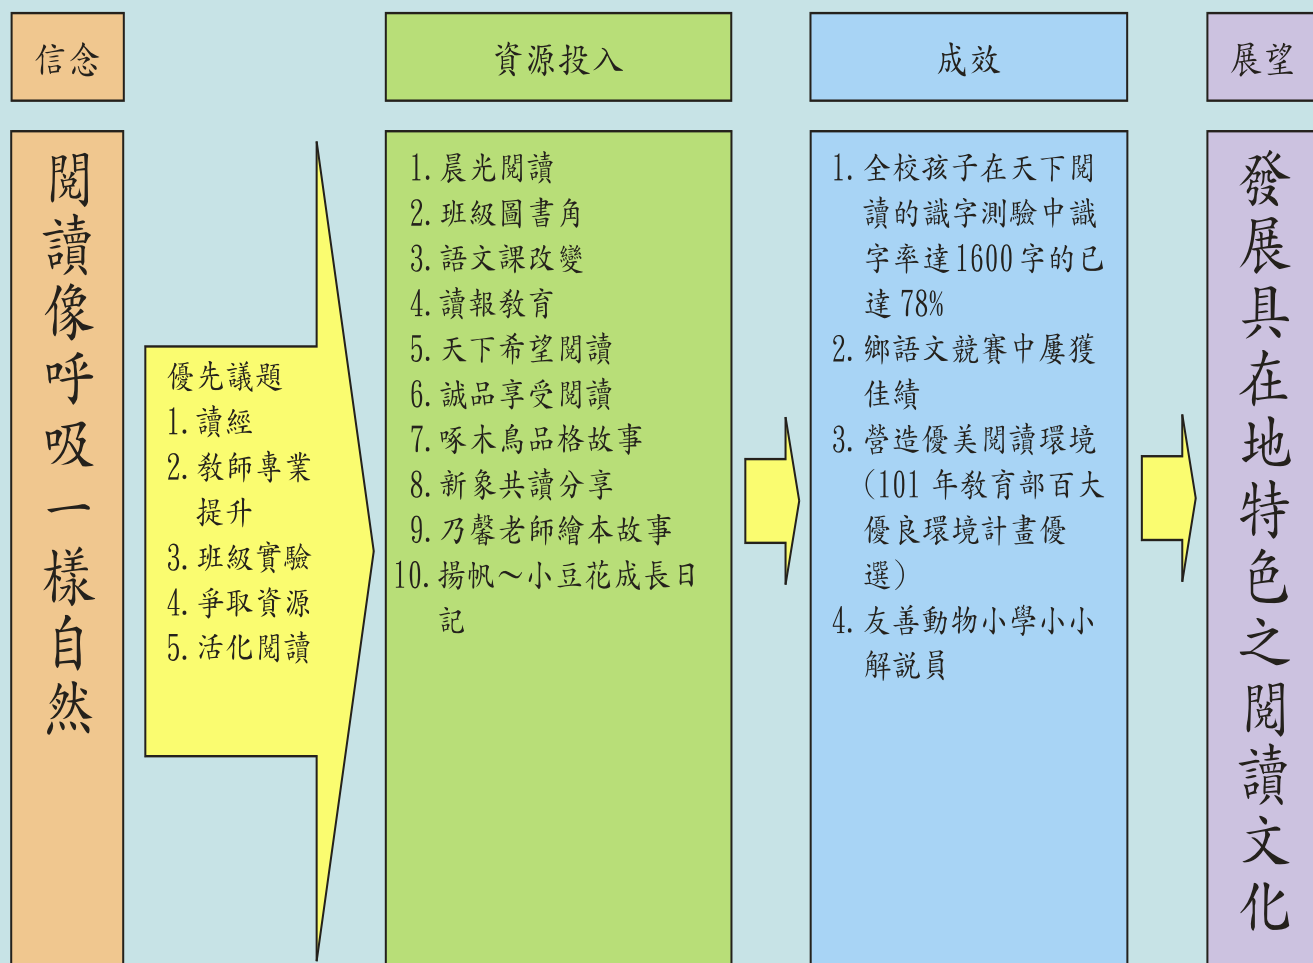 信念
閱讀像呼吸一樣自然
優先議題
1.讀經
2.教師專業
提升
3.班級實驗
4.爭取資源
5.活化閱讀
資源投入
1.晨光閱讀
2.班級圖書角
3.語文課改變
4.讀報教育
5.天下希望閱讀
6.誠品享受閱讀
7.啄木鳥品格故事
8.新象共讀分享
9.乃馨老師繪本故事
10.揚帆～小豆花成長日
記
成效
1.全校孩子在天下閱
讀的識字測驗中識
字率達1600字的已
達78%
2.鄉語文競賽中屢獲
佳績
3.營造優美閱讀環境
(101年教育部百大
優良環境計畫優
選)
4.友善動物小學小小
解說員
展望
發展具在地特色之閱讀文化